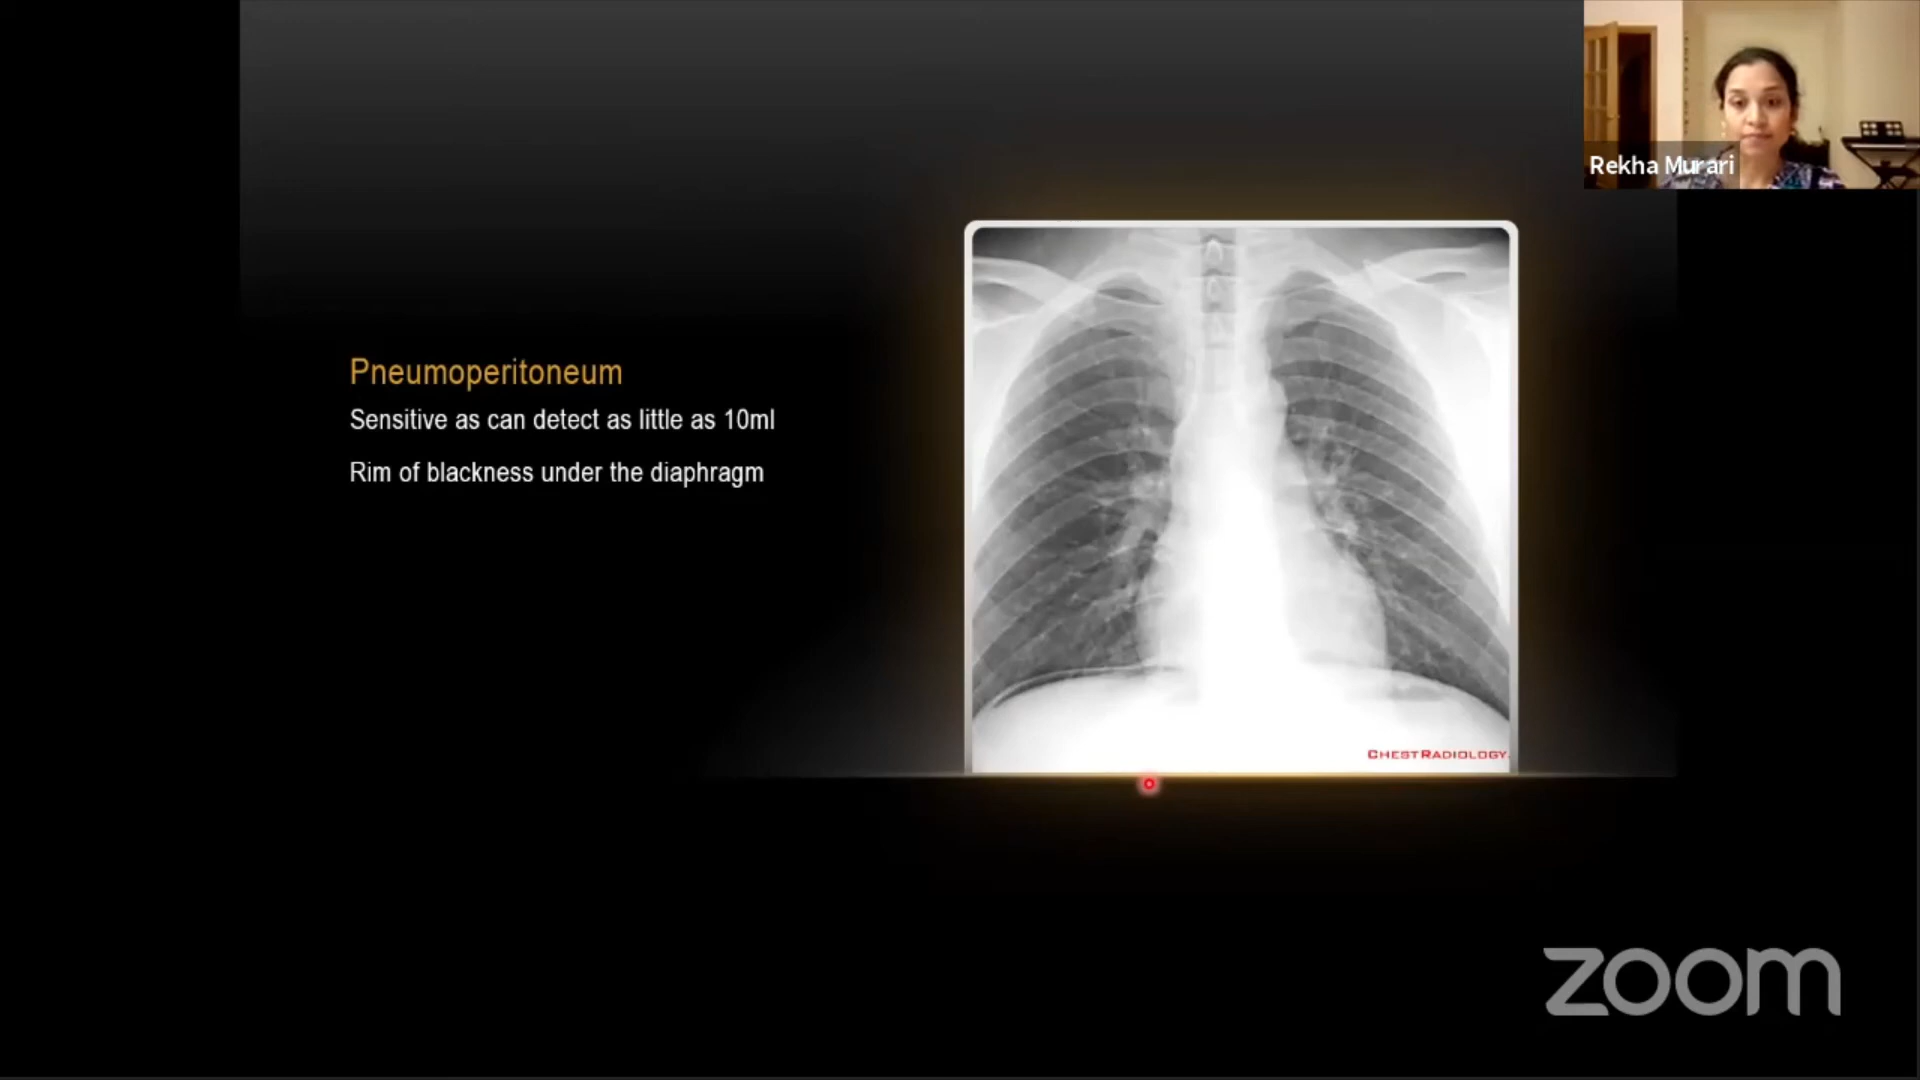 Rekha Murari
Pneumoperitoneum
Sensitive as can detect as little as 10ml
Rim of blackness under the diaphragm
CHESTRADIOLOGY
zoom